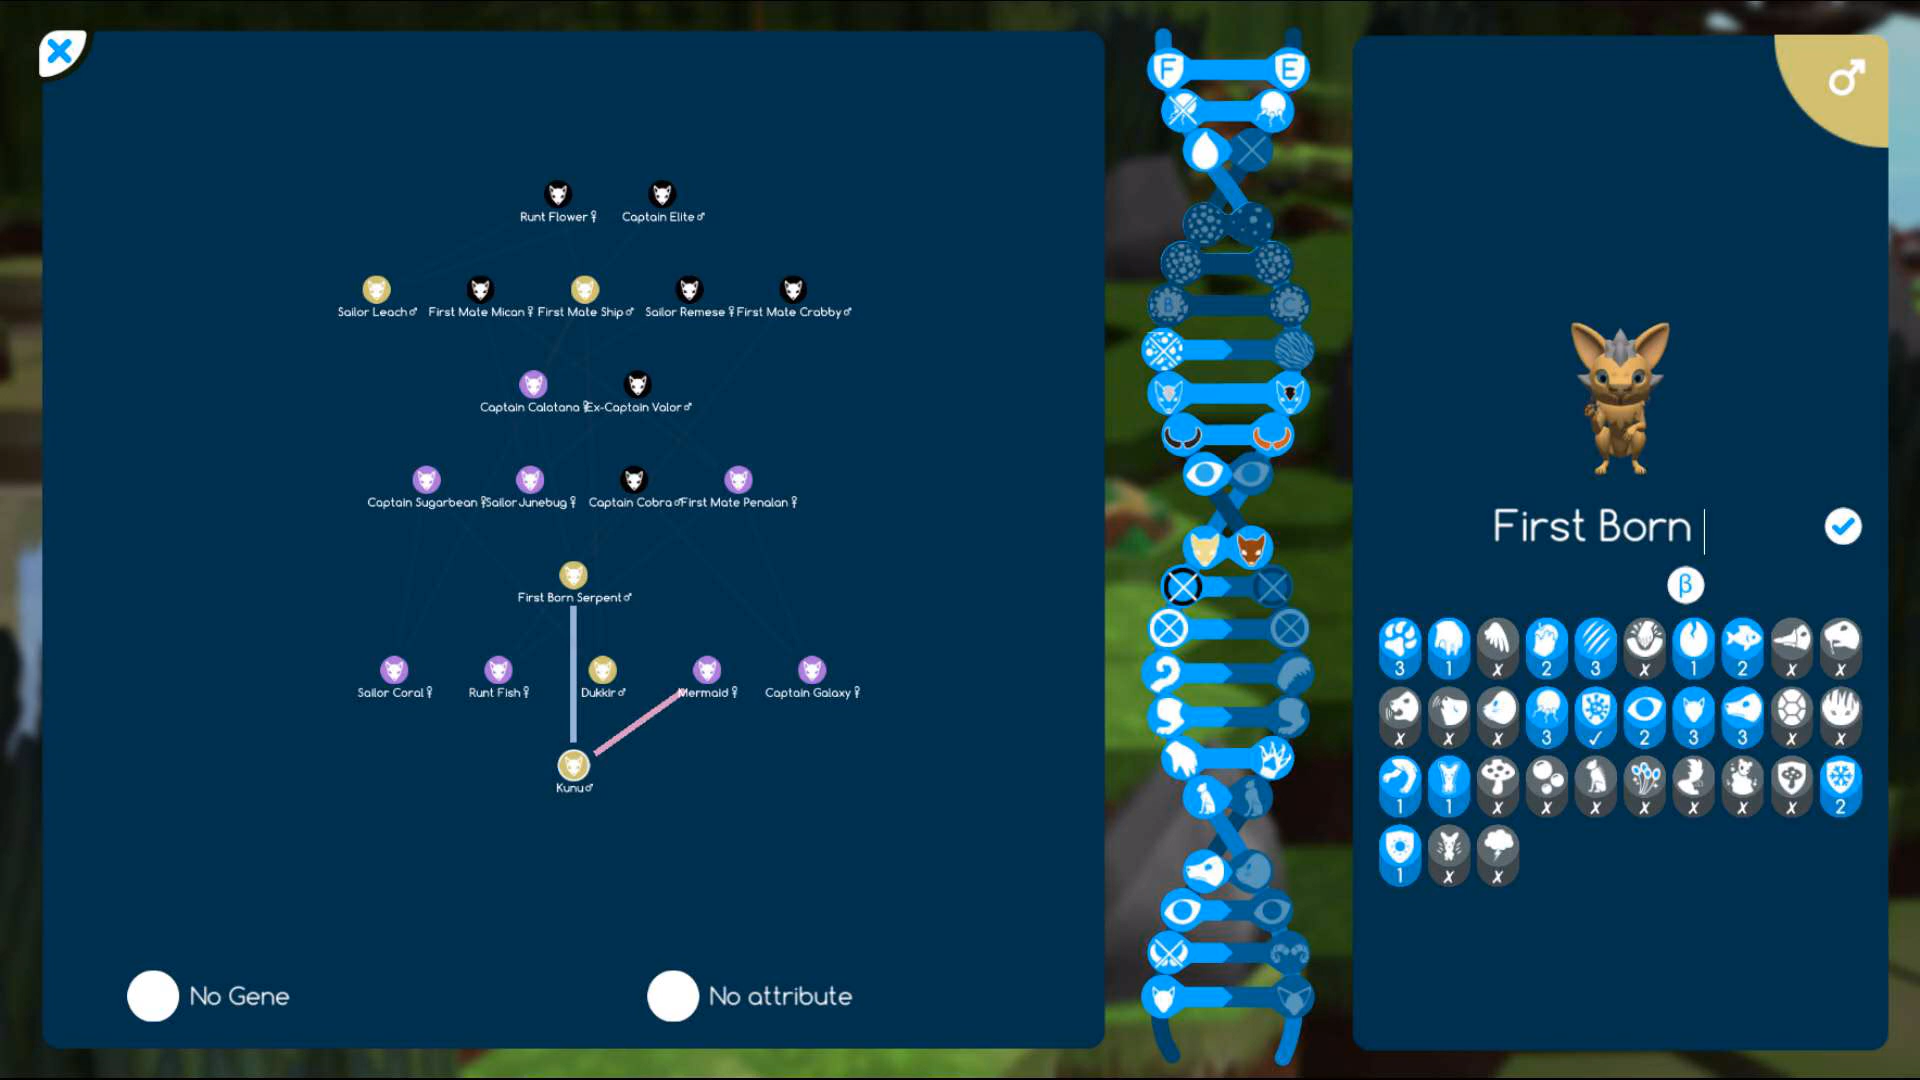 F E
Runt Flower♀ Captain Elite♂
Sailor Leach♂ First Mate Mican♀ First Mate Ship♂ Sailor Remese♀ First Mate Crabby♂
B C
Captain Calatana♀ Ex-Captain Valor♂
Captain Sugarbean♀ Sailor Junebug♀ Captain Cobra♂ First Mate Penalan♀
First Born
β
First Born Serpent♂
3 1 x 2 3 x 1 2 x x
Sailor Coral♀ Runt Fish♀ Dukkir♂ Mermaid♀ Captain Galaxy♀
x x x 3 ✓ 2 3 3 x x
Kunu♂
1 1 x x x x x x x 2
1 x x
No Gene No attribute